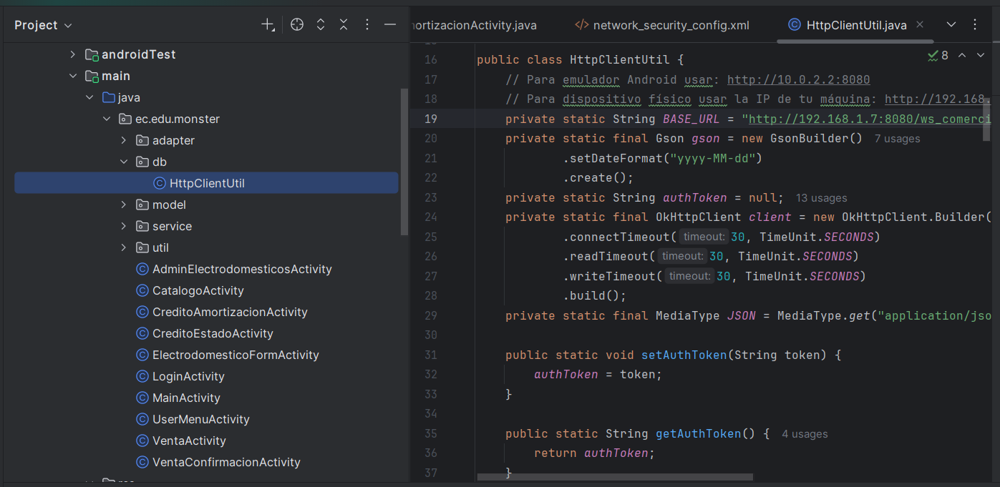 Project
androidTest
main
java
ec.edu.monster
adapter
db
HttpClientUtil
model
service
util
AdminElectrodomesticosActivity
CatalogoActivity
CreditoAmortizacionActivity
CreditoEstadoActivity
ElectrodomesticoFormActivity
LoginActivity
MainActivity
UserMenuActivity
VentaActivity
VentaConfirmacionActivity
ortizacionActivity.java
network_security_config.xml
HttpClientUtil.java
8
16 public class HttpClientUtil {
17 // Para emulador Android usar: http://10.0.2.2:8080
18 // Para dispositivo físico usar la IP de tu máquina: http://192.168.
19 private static String BASE_URL = "http://192.168.1.7:8080/ws_comerci
20 private static final Gson gson = new GsonBuilder() 7 usages
21 .setDateFormat("yyyy-MM-dd")
22 .create();
23 private static String authToken = null; 13 usages
24 private static final OkHttpClient client = new OkHttpClient.Builder(
25 .connectTimeout( timeout: 30, TimeUnit.SECONDS)
26 .readTimeout( timeout: 30, TimeUnit.SECONDS)
27 .writeTimeout( timeout: 30, TimeUnit.SECONDS)
28 .build();
29 private static final MediaType JSON = MediaType.get("application/jso
30
31 public static void setAuthToken(String token) {
32 authToken = token;
33 }
34
35 public static String getAuthToken() { 4 usages
36 return authToken;
37 }